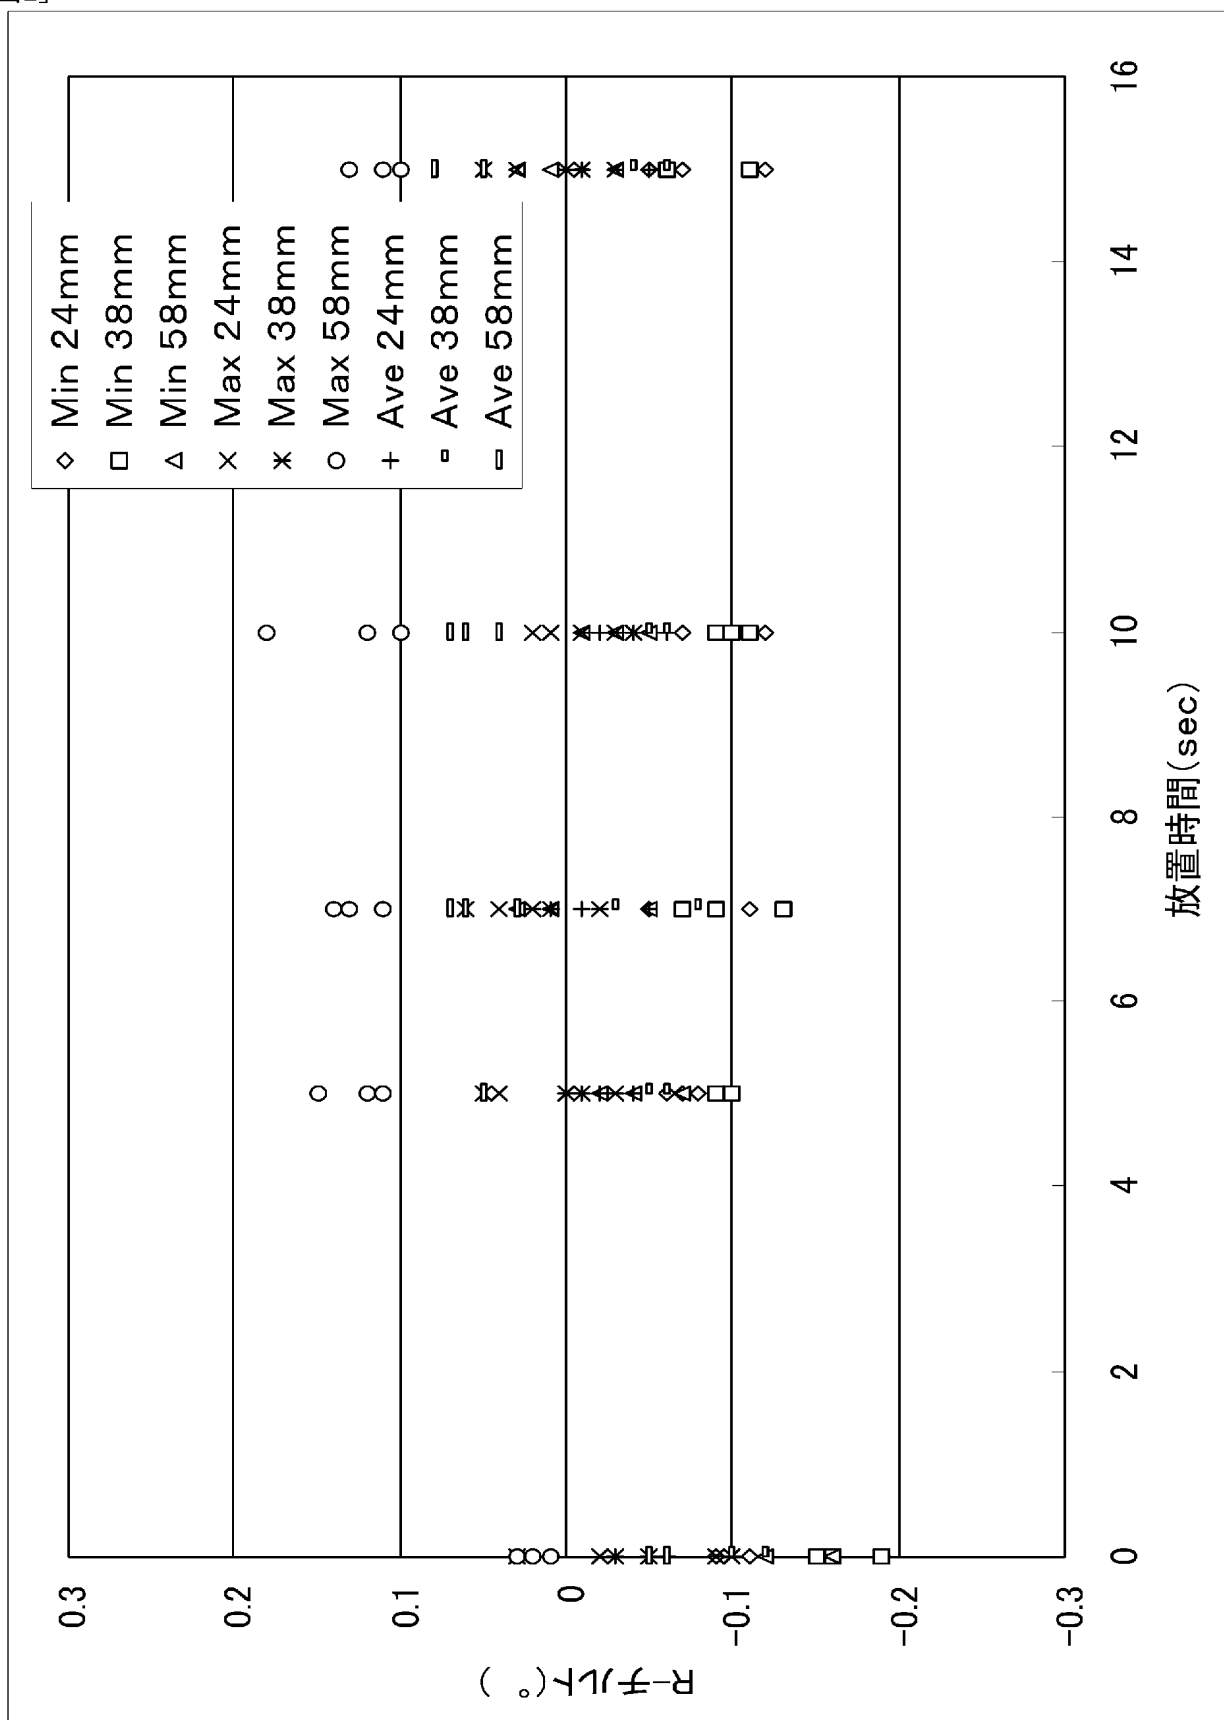 0.3
0.2
0.1
0
-0.1
-0.2
-0.3
R-チルト(° )
0
2
4
6
8
10
12
14
16
放置時間(sec)
Min 24mm
Min 38mm
Min 58mm
Max 24mm
Max 38mm
Max 58mm
Ave 24mm
Ave 38mm
Ave 58mm